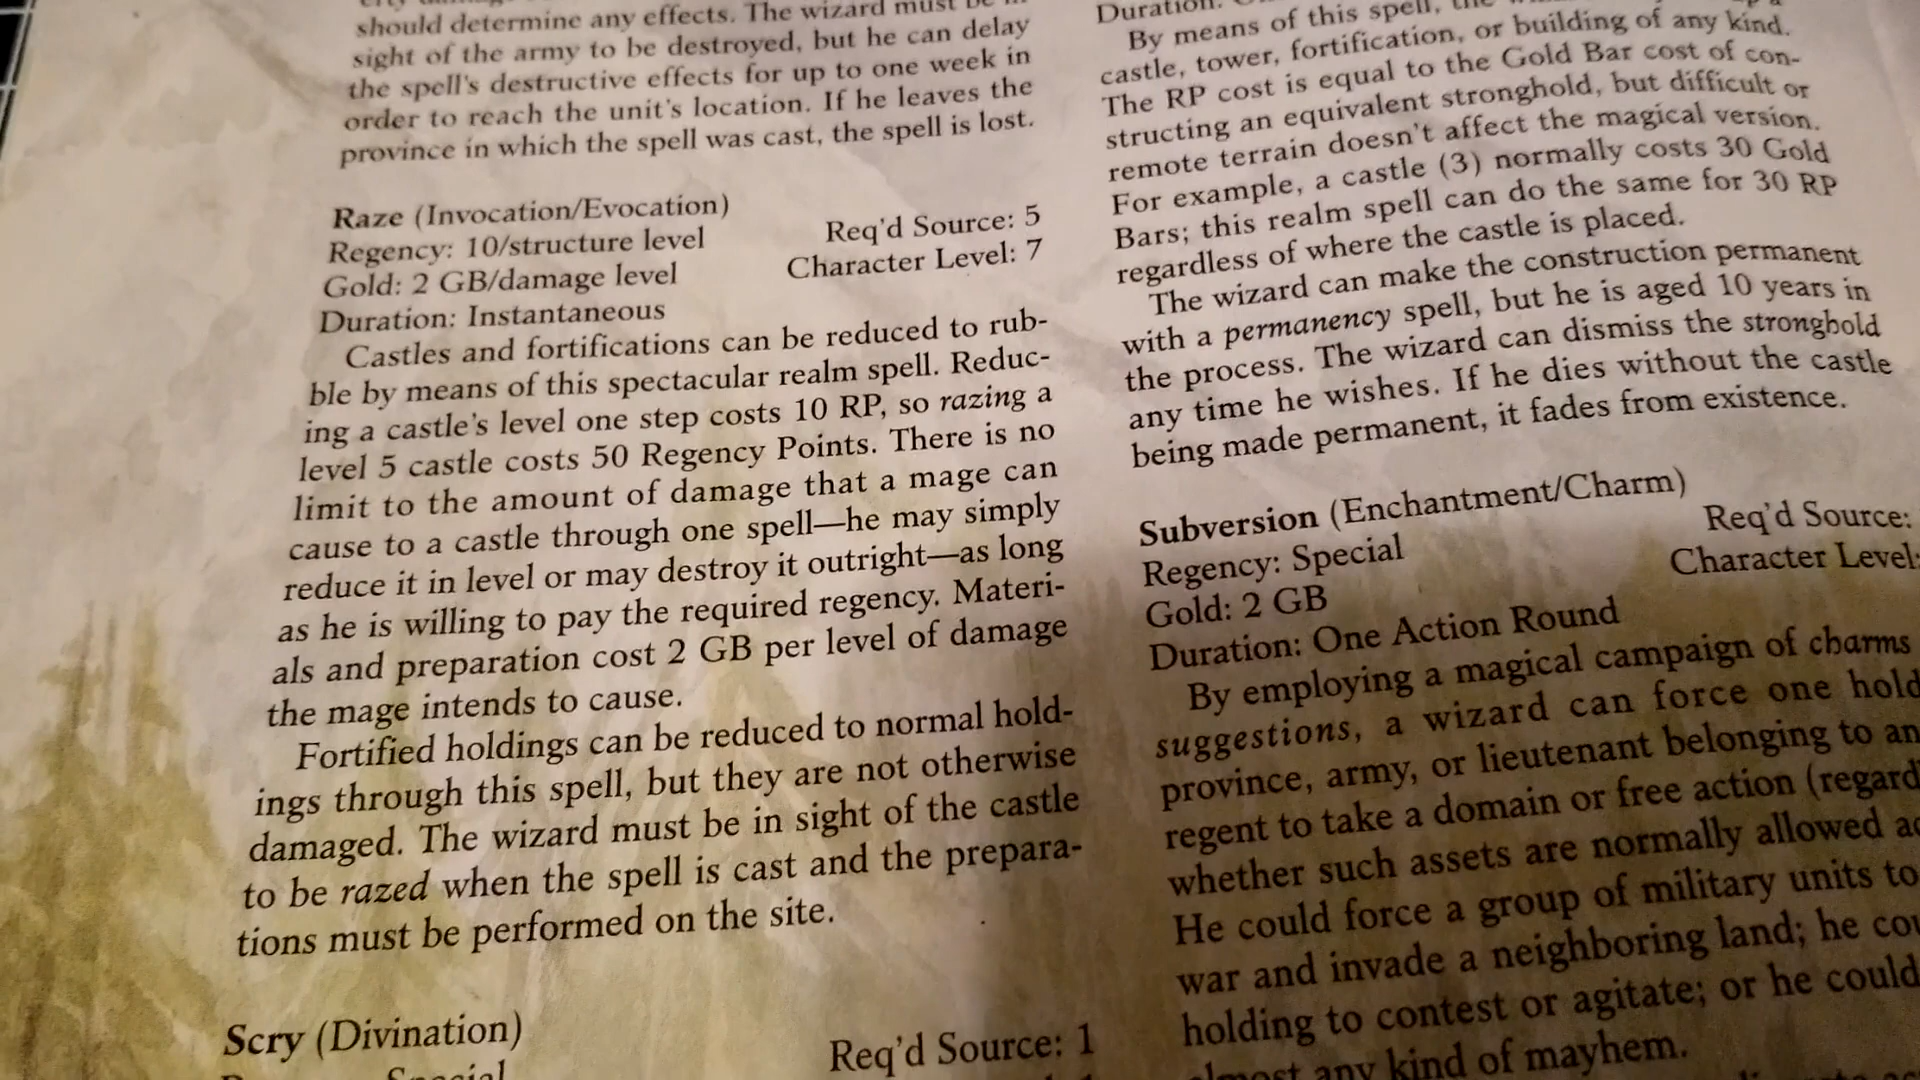 should determine any effects. The wizard must be in
sight of the army to be destroyed, but he can delay
the spell's destructive effects for up to one week in
order to reach the unit's location. If he leaves the
province in which the spell was cast, the spell is lost.
Raze (Invocation/Evocation)
Regency: 10/structure level
Req'd Source: 5
Gold: 2 GB/damage level
Character Level: 7
Duration: Instantaneous
Castles and fortifications can be reduced to rub-
ble by means of this spectacular realm spell. Reduc-
ing a castle's level one step costs 10 RP, so razing a
level 5 castle costs 50 Regency Points. There is no
limit to the amount of damage that a mage can
cause to a castle through one spell—he may simply
reduce it in level or may destroy it outright—as long
as he is willing to pay the required regency. Materi-
als and preparation cost 2 GB per level of damage
the mage intends to cause.
Fortified holdings can be reduced to normal hold-
ings through this spell, but they are not otherwise
damaged. The wizard must be in sight of the castle
to be razed when the spell is cast and the prepara-
tions must be performed on the site.
Scry (Divination)
Special
Req'd Source: 1
Duration:
By means of this spell, the
castle, tower, fortification, or building of any kind.
The RP cost is equal to the Gold Bar cost of con-
structing an equivalent stronghold, but difficult or
remote terrain doesn't affect the magical version.
For example, a castle (3) normally costs 30 Gold
Bars; this realm spell can do the same for 30 RP
regardless of where the castle is placed.
The wizard can make the construction permanent
with a permanency spell, but he is aged 10 years in
the process. The wizard can dismiss the stronghold
any time he wishes. If he dies without the castle
being made permanent, it fades from existence.
Subversion (Enchantment/Charm)
Regency: Special
Req'd Source:
Gold: 2 GB
Character Level:
Duration: One Action Round
By employing a magical campaign of charms
suggestions, a wizard can force one hold
province, army, or lieutenant belonging to an
regent to take a domain or free action (regard
whether such assets are normally allowed ac
He could force a group of military units to
war and invade a neighboring land; he cou
holding to contest or agitate; or he could
almost any kind of mayhem.